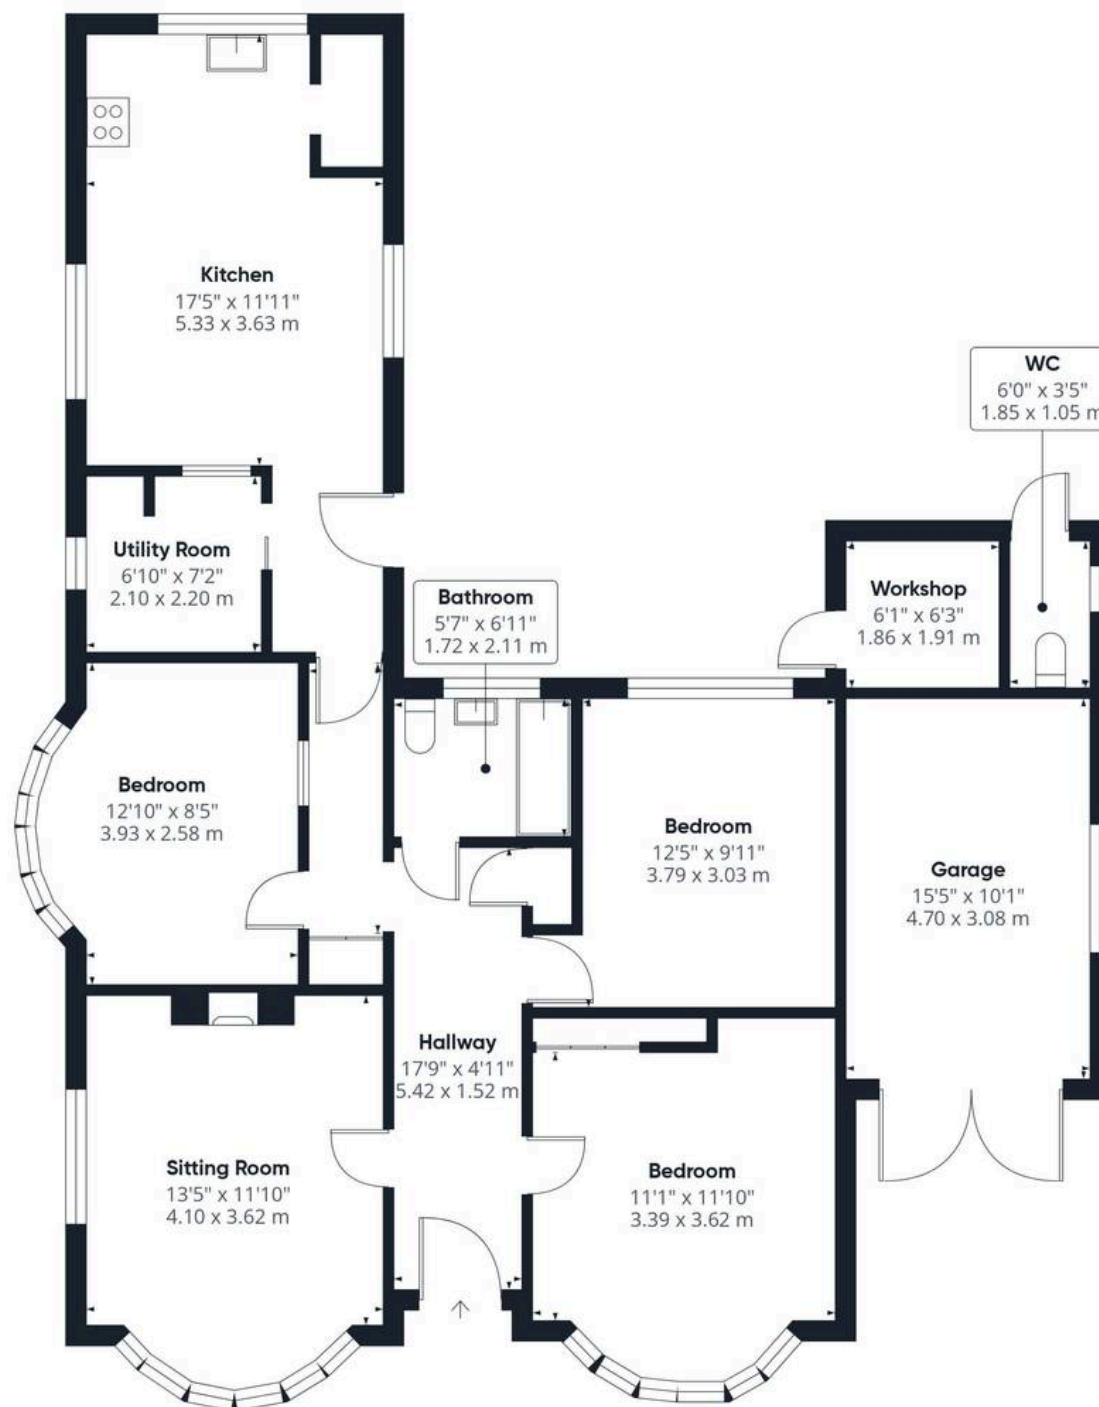 Kitchen
17'5" x 11'11"
5.33 x 3.63 m
WC
6'0" x 3'5"
1.85 x 1.05 m
Utility Room
6'10" x 7'2"
2.10 x 2.20 m
Bathroom
5'7" x 6'11"
1.72 x 2.11 m
Workshop
6'1" x 6'3"
1.86 x 1.91 m
Bedroom
12'10" x 8'5"
3.93 x 2.58 m
Bedroom
12'5" x 9'11"
3.79 x 3.03 m
Garage
15'5" x 10'1"
4.70 x 3.08 m
Hallway
17'9" x 4'11"
5.42 x 1.52 m
Sitting Room
13'5" x 11'10"
4.10 x 3.62 m
Bedroom
11'1" x 11'10"
3.39 x 3.62 m